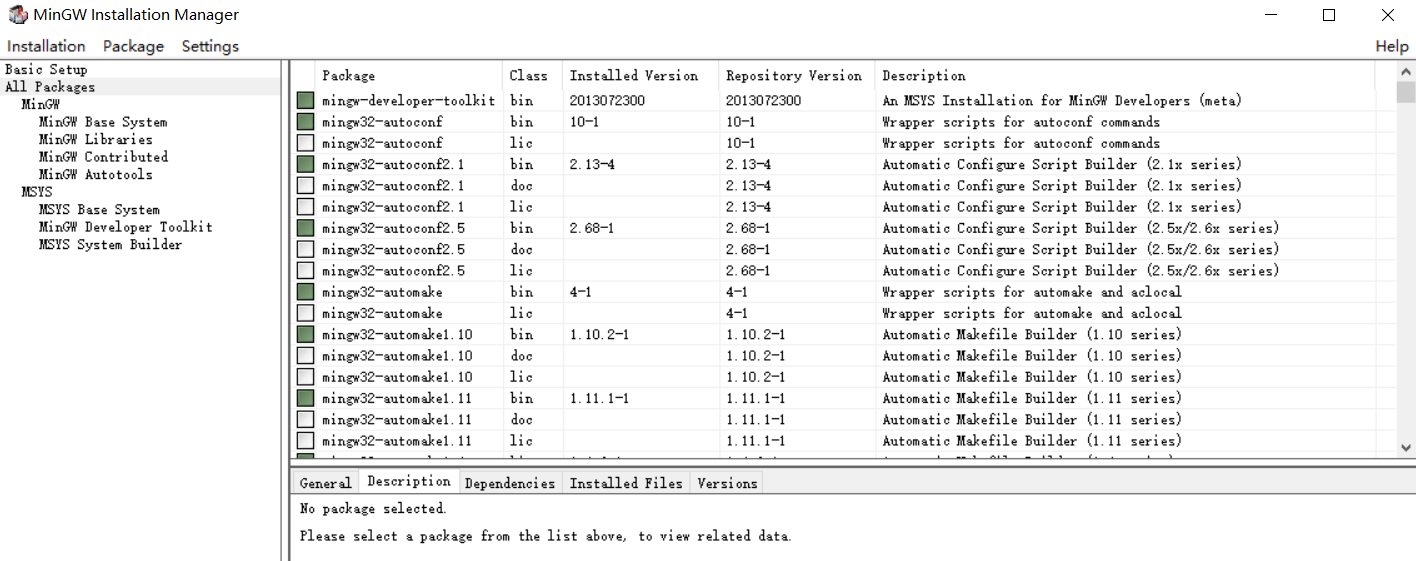 MinGW Installation Manager
Installation Package Settings Help
Basic Setup
All Packages
MinGW
MinGW Base System
MinGW Libraries
MinGW Contributed
MinGW Autotools
MSYS
MSYS Base System
MinGW Developer Toolkit
MSYS System Builder
Package Class Installed Version Repository Version Description
mingw-developer-toolkit bin 2013072300 2013072300 An MSYS Installation for MinGW Developers (meta)
mingw32-autoconf bin 10-1 10-1 Wrapper scripts for autoconf commands
mingw32-autoconf lic 10-1 Wrapper scripts for autoconf commands
mingw32-autoconf2.1 bin 2.13-4 2.13-4 Automatic Configure Script Builder (2.1x series)
mingw32-autoconf2.1 doc 2.13-4 Automatic Configure Script Builder (2.1x series)
mingw32-autoconf2.1 lic 2.13-4 Automatic Configure Script Builder (2.1x series)
mingw32-autoconf2.5 bin 2.68-1 2.68-1 Automatic Configure Script Builder (2.5x/2.6x series)
mingw32-autoconf2.5 doc 2.68-1 Automatic Configure Script Builder (2.5x/2.6x series)
mingw32-autoconf2.5 lic 2.68-1 Automatic Configure Script Builder (2.5x/2.6x series)
mingw32-automake bin 4-1 4-1 Wrapper scripts for automake and aclocal
mingw32-automake lic 4-1 Wrapper scripts for automake and aclocal
mingw32-automake1.10 bin 1.10.2-1 1.10.2-1 Automatic Makefile Builder (1.10 series)
mingw32-automake1.10 doc 1.10.2-1 Automatic Makefile Builder (1.10 series)
mingw32-automake1.10 lic 1.10.2-1 Automatic Makefile Builder (1.10 series)
mingw32-automake1.11 bin 1.11.1-1 1.11.1-1 Automatic Makefile Builder (1.11 series)
mingw32-automake1.11 doc 1.11.1-1 Automatic Makefile Builder (1.11 series)
mingw32-automake1.11 lic 1.11.1-1 Automatic Makefile Builder (1.11 series)
General Description Dependencies Installed Files Versions
No package selected.
Please select a package from the list above, to view related data.